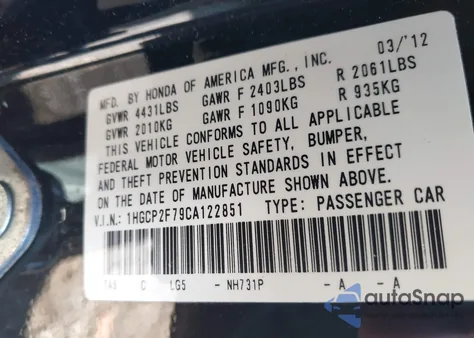 MFD. BY HONDA OF AMERICA MFG., INC. 03/'12
GVWR 4431LBS GAWR F 2403LBS R 2061LBS
GVWR 2010KG GAWR F 1090KG R 935KG
THIS VEHICLE CONFORMS TO ALL APPLICABLE
FEDERAL MOTOR VEHICLE SAFETY, BUMPER,
AND THEFT PREVENTION STANDARDS IN EFFECT
ON THE DATE OF MANUFACTURE SHOWN ABOVE.
V.I.N.: 1HGCP2F79CA122851 TYPE: PASSENGER CAR
C LG5 - NH731P - A - A
autoSnap